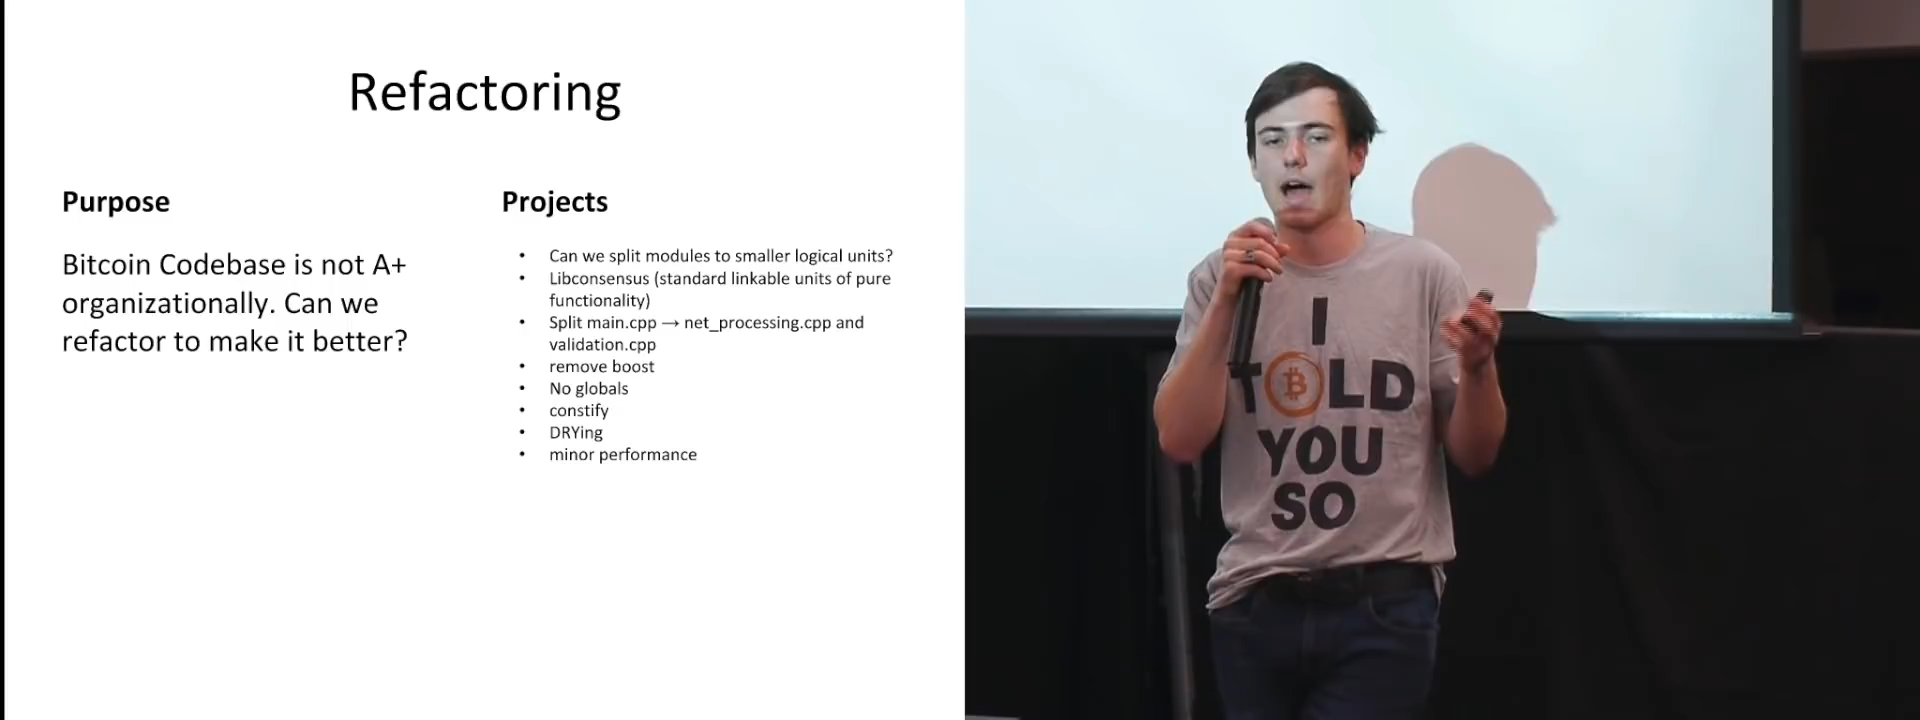 Refactoring
Purpose
Bitcoin Codebase is not A+
organizationally. Can we
refactor to make it better?
Projects
• Can we split modules to smaller logical units?
• Libconsensus (standard linkable units of pure
functionality)
• Split main.cpp → net_processing.cpp and
validation.cpp
• remove boost
• No globals
• constify
• DRYing
• minor performance
I
T₿LD
YOU
SO